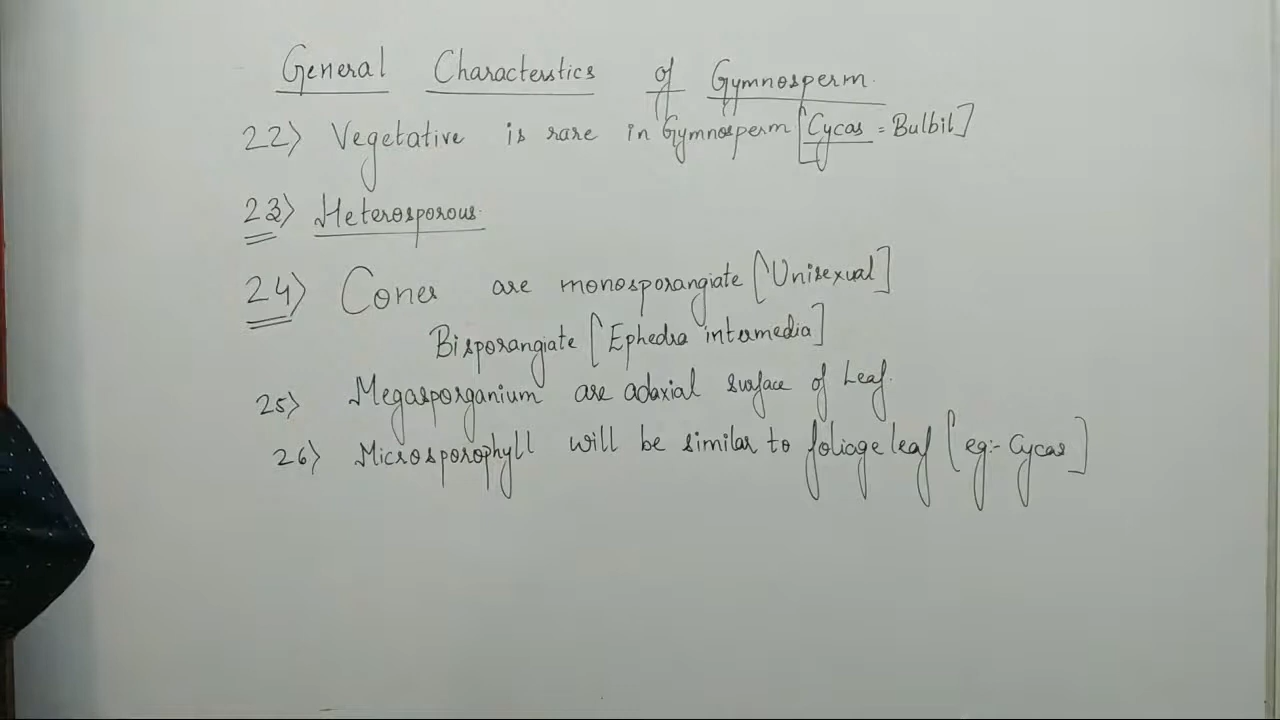 General Characterstics of Gymnosperm.
22) Vegetative is rare in Gymnosperm [Cycas = Bulbil]
23) Heterosporous.
24) Cones are monosporangiate [Unisexual]
Bisporangiate [Ephedra intermedia]
25) Megasporganium are adaxial surface of Leaf.
26) Microsporophyll will be similar to foliage leaf [eg:- Cycas]